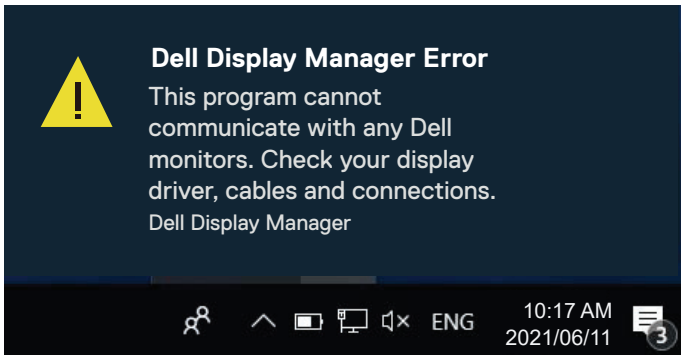 Dell Display Manager Error
This program cannot
communicate with any Dell
monitors. Check your display
driver, cables and connections.
Dell Display Manager
ENG
10:17 AM
2021/06/11
3